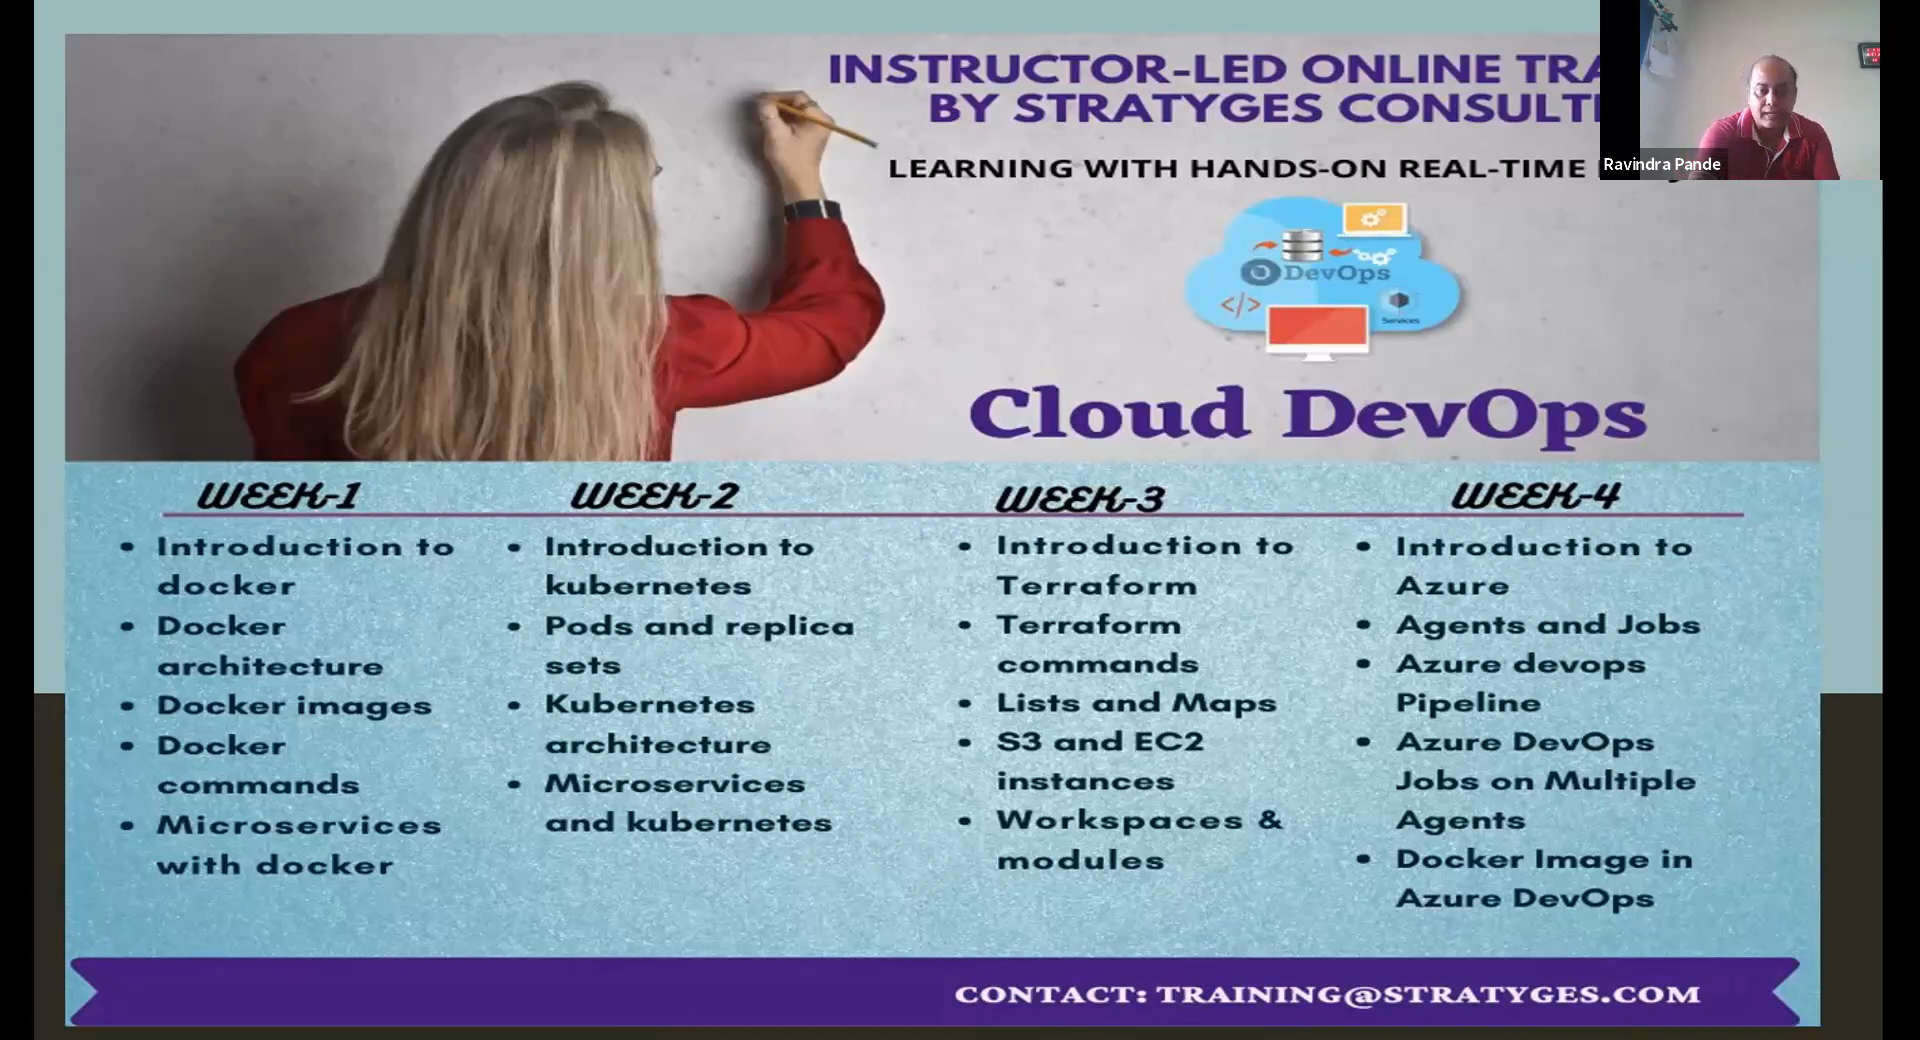 INSTRUCTOR-LED ONLINE
BY STRATYGES
LEARNING WITH HANDS-ON REAL-TIME
Ravindra Pande
DevOps
</>
Services
Cloud DevOps
WEEK-1
• Introduction to
docker
• Docker
architecture
• Docker images
• Docker
commands
• Microservices
with docker
WEEK-2
• Introduction to
kubernetes
• Pods and replica
sets
• Kubernetes
architecture
• Microservices
and kubernetes
WEEK-3
• Introduction to
Terraform
• Terraform
commands
• Lists and Maps
• S3 and EC2
instances
• Workspaces &
modules
WEEK-4
• Introduction to
Azure
• Agents and Jobs
• Azure devops
Pipeline
• Azure DevOps
Jobs on Multiple
Agents
• Docker Image in
Azure DevOps
CONTACT: TRAINING@STRATYGES.COM